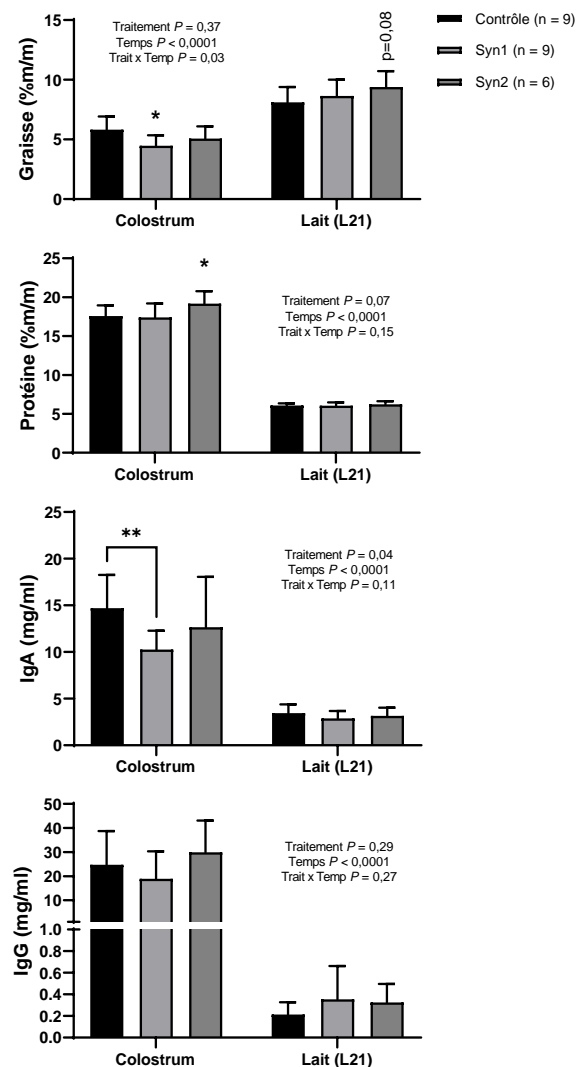 Contrôle (n = 9)
Syn1 (n = 9)
Syn2 (n = 6)
Graisse (%m/m)
15
10
5
0
Traitement P = 0,37
Temps P < 0,0001
Trait x Temp P = 0,03
*
p=0,08
Colostrum
Lait (L21)
Protéine (%m/m)
25
20
15
10
5
0
*
Traitement P = 0,07
Temps P < 0,0001
Trait x Temp P = 0,15
Colostrum
Lait (L21)
IgA (mg/ml)
25
20
15
10
5
0
**
Traitement P = 0,04
Temps P < 0,0001
Trait x Temp P = 0,11
Colostrum
Lait (L21)
IgG (mg/ml)
50
40
30
20
10
1.0
0.8
0.6
0.4
0.2
0.0
Traitement P = 0,29
Temps P < 0,0001
Trait x Temp P = 0,27
Colostrum
Lait (L21)